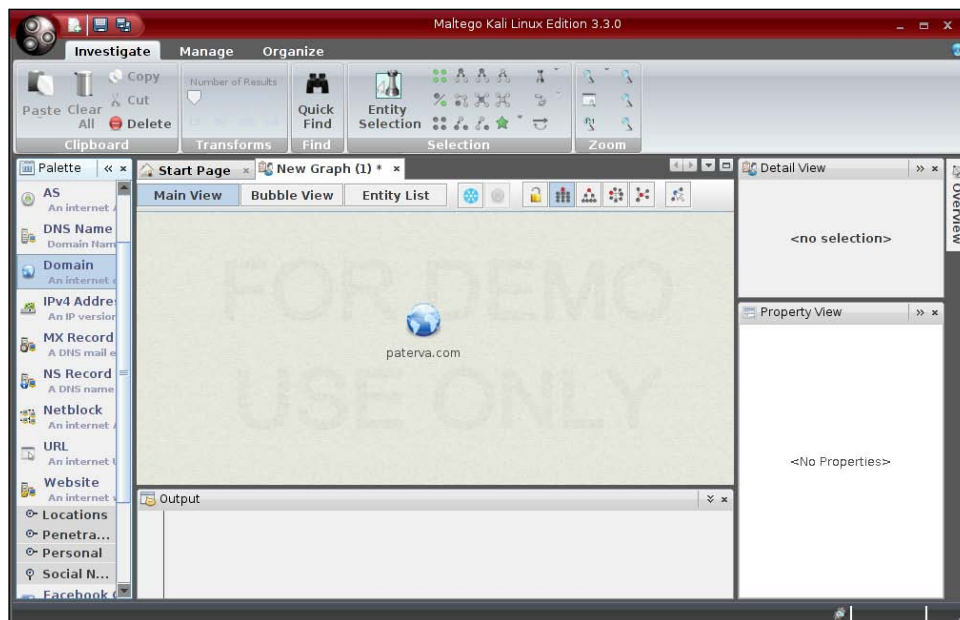 Maltego Kali Linux Edition 3.3.0
Investigate Manage Organize
Paste
Clear All
Copy
Cut
Delete
Clipboard
Number of Results
Transforms
Quick Find
Find
Entity Selection
Selection
Zoom
Palette
AS
An internet
DNS Name
Domain Nam
Domain
An internet
IPv4 Addre
An IP version
MX Record
A DNS mail e
NS Record
A DNS name
Netblock
An internet
URL
An internet
Website
An internet
Locations
Penetra...
Personal
Social N...
Facebook
Start Page
New Graph (1) *
Main View Bubble View Entity List
FOR DEMO
USE ONLY
paterva.com
Output
Detail View
<no selection>
Property View
<No Properties>
Overview